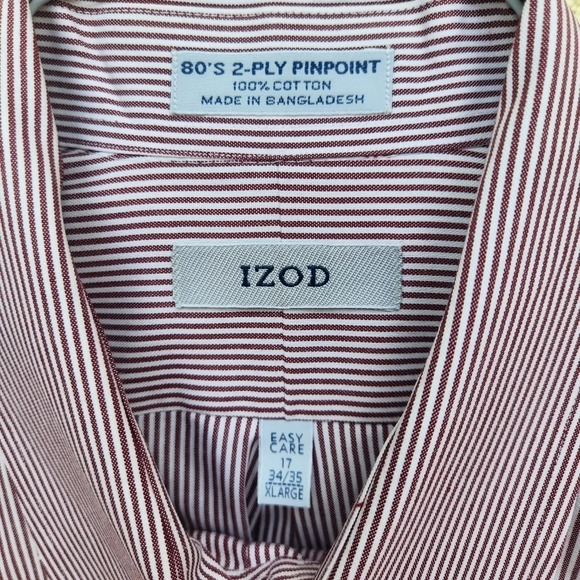 80'S 2-PLY PINPOINT
100% COTTON
MADE IN BANGLADESH
IZOD
EASY
CARE
17
34/35
XLARGE